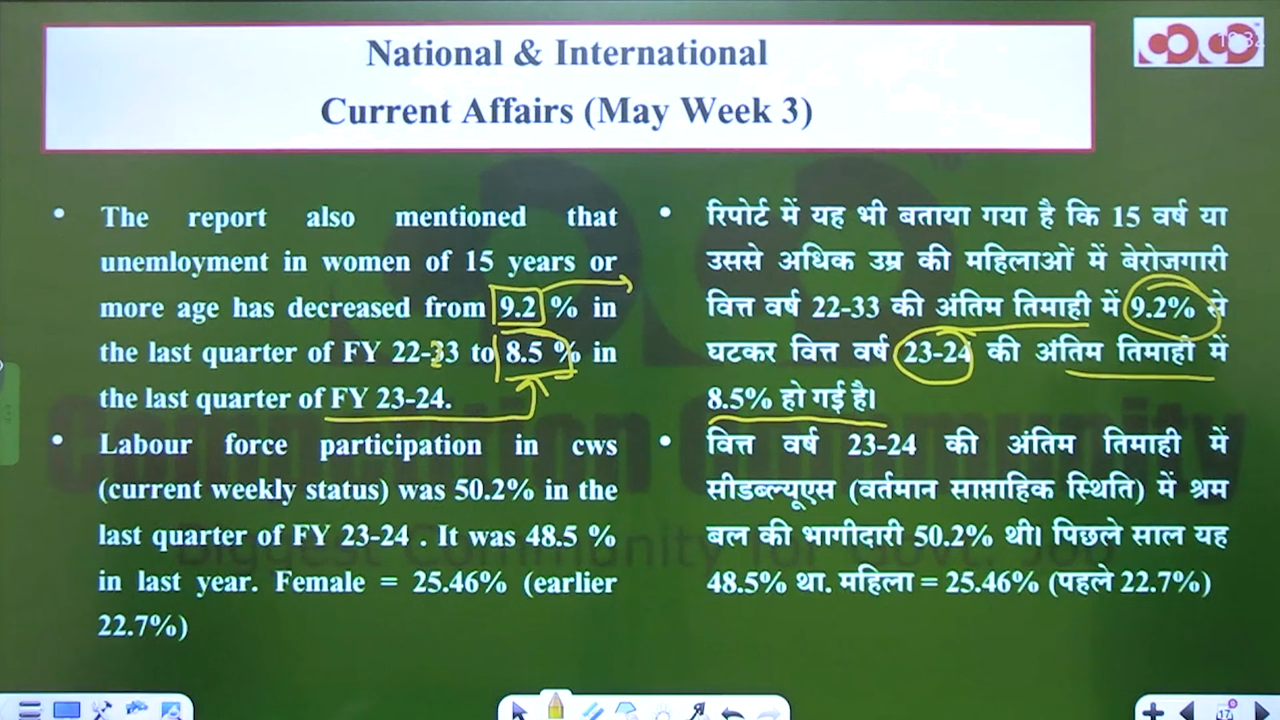 National & International
Current Affairs (May Week 3)
• The report also mentioned that
unemloyment in women of 15 years or
more age has decreased from 9.2 % in
the last quarter of FY 22-33 to 8.5 % in
the last quarter of FY 23-24.
• Labour force participation in cws
(current weekly status) was 50.2% in the
last quarter of FY 23-24 . It was 48.5 %
in last year. Female = 25.46% (earlier
22.7%)
• रिपोर्ट में यह भी बताया गया है कि 15 वर्ष या
उससे अधिक उम्र की महिलाओं में बेरोजगारी
वित्त वर्ष 22-33 की अंतिम तिमाही में 9.2% से
घटकर वित्त वर्ष 23-24 की अंतिम तिमाही में
8.5% हो गई है।
• वित्त वर्ष 23-24 की अंतिम तिमाही में
सीडब्ल्यूएस (वर्तमान साप्ताहिक स्थिति) में श्रम
बल की भागीदारी 50.2% थी। पिछले साल यह
48.5% था. महिला = 25.46% (पहले 22.7%)
17